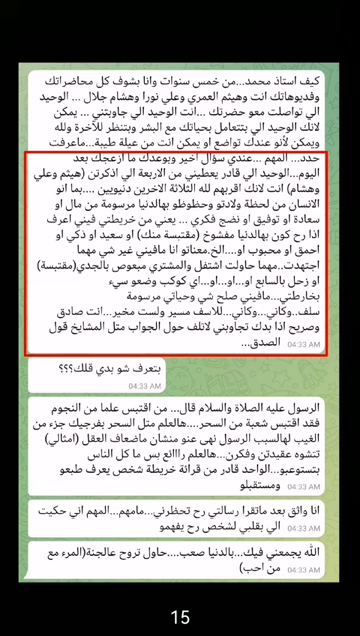 كيف استاذ محمد...من خمس سنوات وانا بشوف كل محاضراتك
وفديوهاتك انت وهيثم العمري وعلي نورا وهشام جلال ... الوحيد
الي تواصلت معو حضرتك ...انت الوحيد الي جاوبتني ... يمكن
لانك الوحيد الي بتتعامل بحياتك مع البشر وبتنظر للآخرة ولله
ويمكن لأنو عندك تواضع او يمكن انت من عيلة طيبة...ماعرفت
حدد... المهم ...عندي سؤال اخير وبوعدك ما ازعجك بعد
اليوم...الوحيد الي قادر يعطيني من الاربعة الي اذكرتن (هيثم وعلي
وهشام) انت لانك اقربهم لله الثلاثة الاخرين دنيويين ....بما انو
الانسان من لحظة ولادتو وحظوظو بهالدنيا مرسومة من مال او
سعادة او توفيق او نضج فكري ... يعني من خريطتي فيني اعرف
اذا رح كون بهالدنيا مفشوخ (مقتبسة منك) او سعيد او ذكي او
احمق او محبوب او....الخ.معناتو انا مافيني غير شي مهما
اجتهدت..مهما حاولت اشتغل والمشتري مبعوص بالجدي(مقتبسة)
او زحل بالسابع او...او...او...اي كوكب وضعو سيء
بخارطتي...مافيني صلح شي وحياتي مرسومة
سلف..وكاني...وكاني...للاسف مسير ولست مخير...انت صادق
وصريح اذا بدك تجاوبني لاتلف حول الجواب متل المشايخ قول
الصدق... 04:33 AM
بتعرف شو بدي قلك؟؟؟
04:33 AM
الرسول عليه الصلاة والسلام قال... من اقتبس علما من النجوم
فقد اقتبس شعبة من السحر....هالعلم متل السحر بفرجيك جزء من
الغيب لهالسبب الرسول نهى عنو منشان ماضعاف العقل (امثالي)
تتشوه عقيدتن وفكرن...هالعلم رااائع بس ما كل الناس
بتستوعبو...الواحد قادر من قرائة خريطة شخص يعرف طبعو
ومستقبلو 04:33 AM
انا واثق بعد ماتقرا رسالتي رح تحظرني...مامهم...المهم اني حكيت
الي بقلبي لشخص رح يفهمو 04:33 AM
الله يجمعني فيك...بالدنيا صعب....حاول تروح عالجنة(المرء مع
من احب) 04:33 AM
15